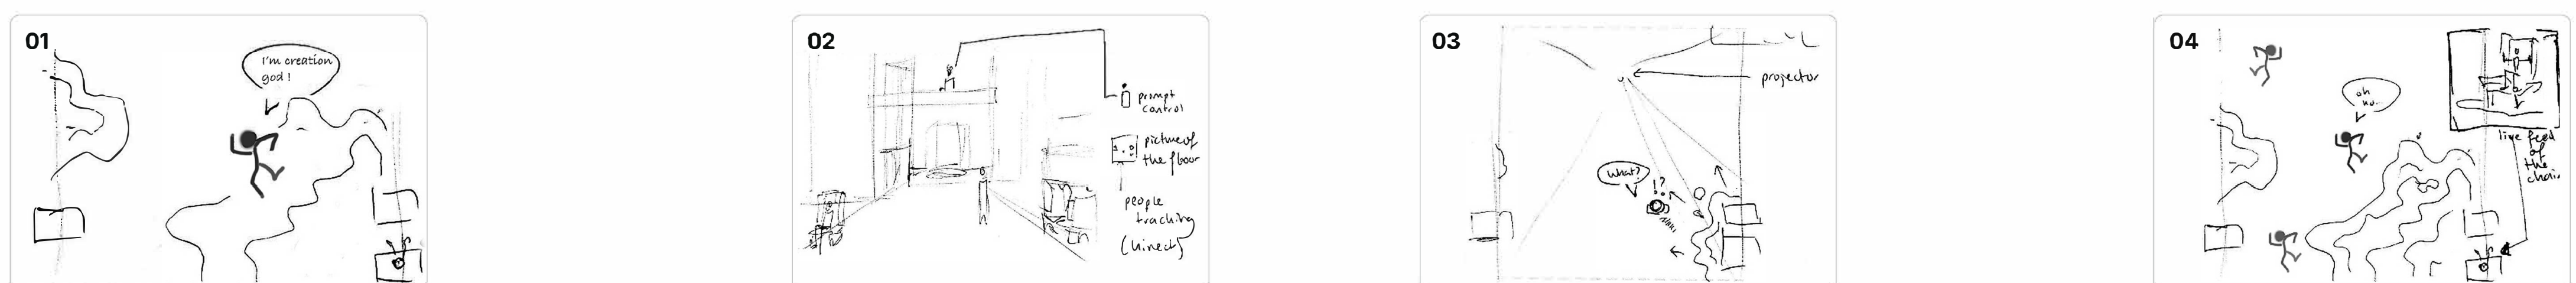 01
I'm creation
god !
02
prompt
control
picture of
the floor
people
tracking
(kinect)
03
projector
What?
!?
04
oh
no..
live feed
of
the
chair